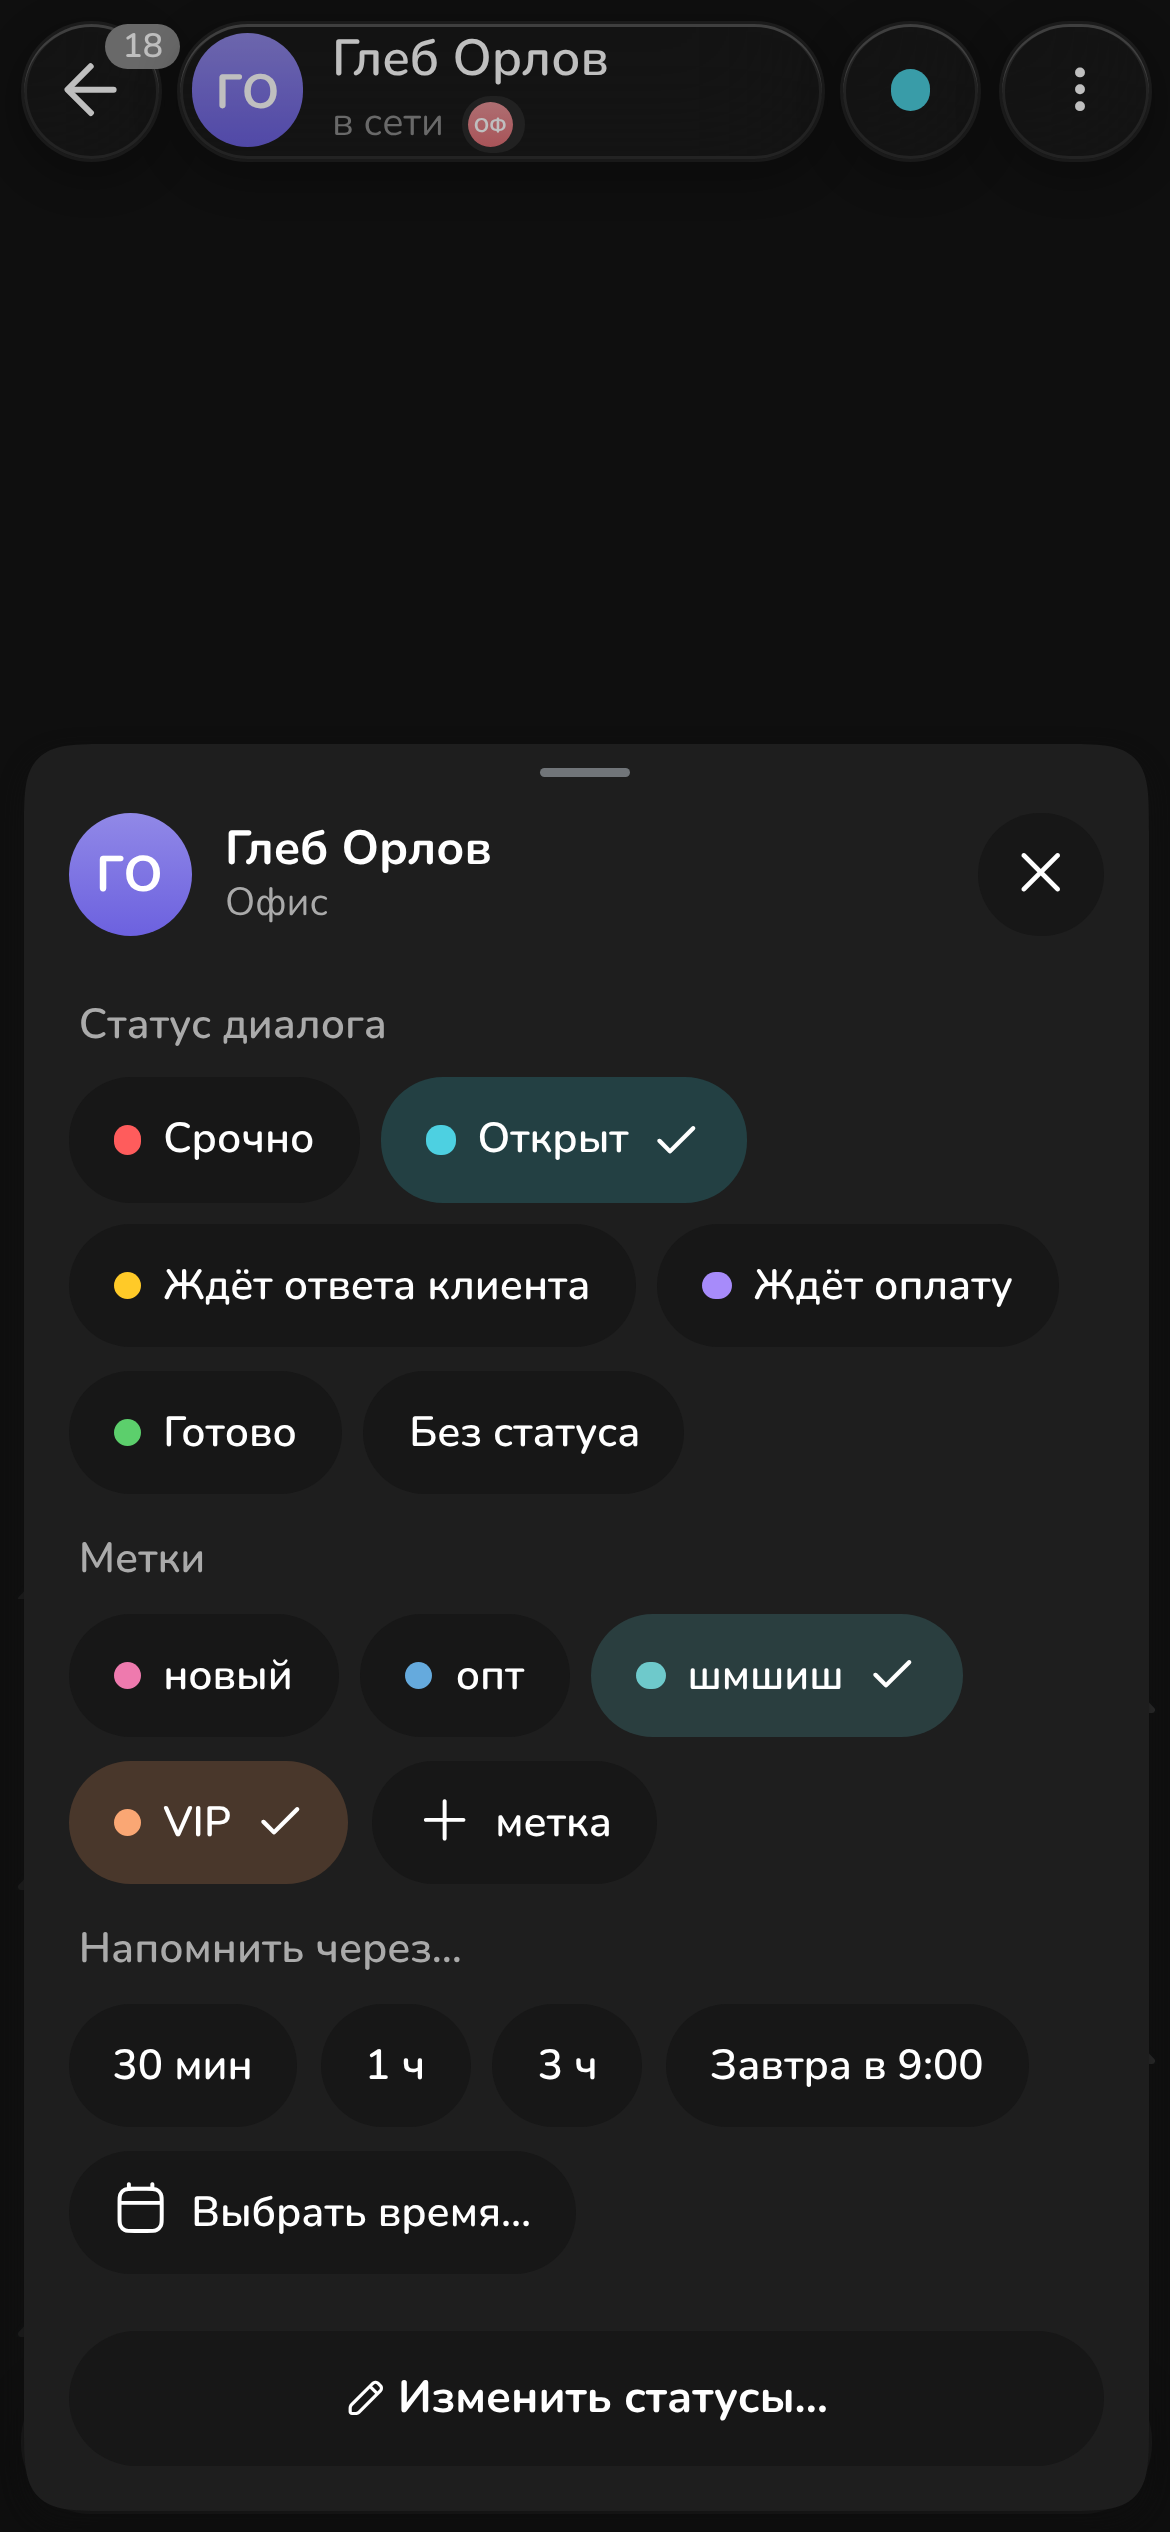 18
ГО
Глеб Орлов
в сети ОФ
ГО
Глеб Орлов
Офис
Статус диалога
Срочно
Открыт
Ждёт ответа клиента
Ждёт оплату
Готово
Без статуса
Метки
новый
опт
шмшиш
VIP
метка
Напомнить через...
30 мин
1 ч
3 ч
Завтра в 9:00
Выбрать время...
Изменить статусы...